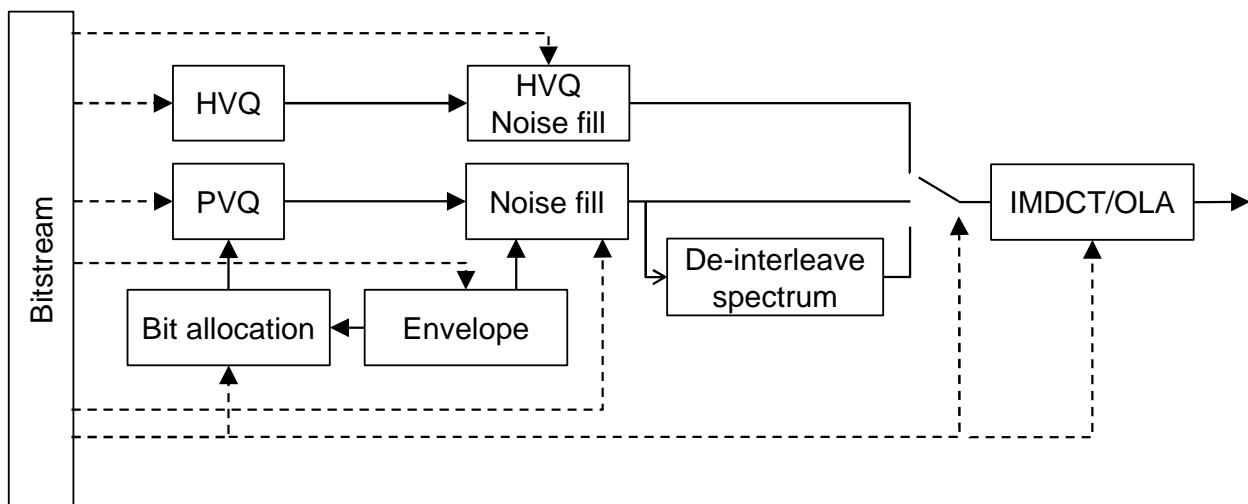 Bitstream
HVQ
HVQ
Noise fill
PVQ
Noise fill
IMDCT/OLA
De-interleave
spectrum
Bit allocation
Envelope